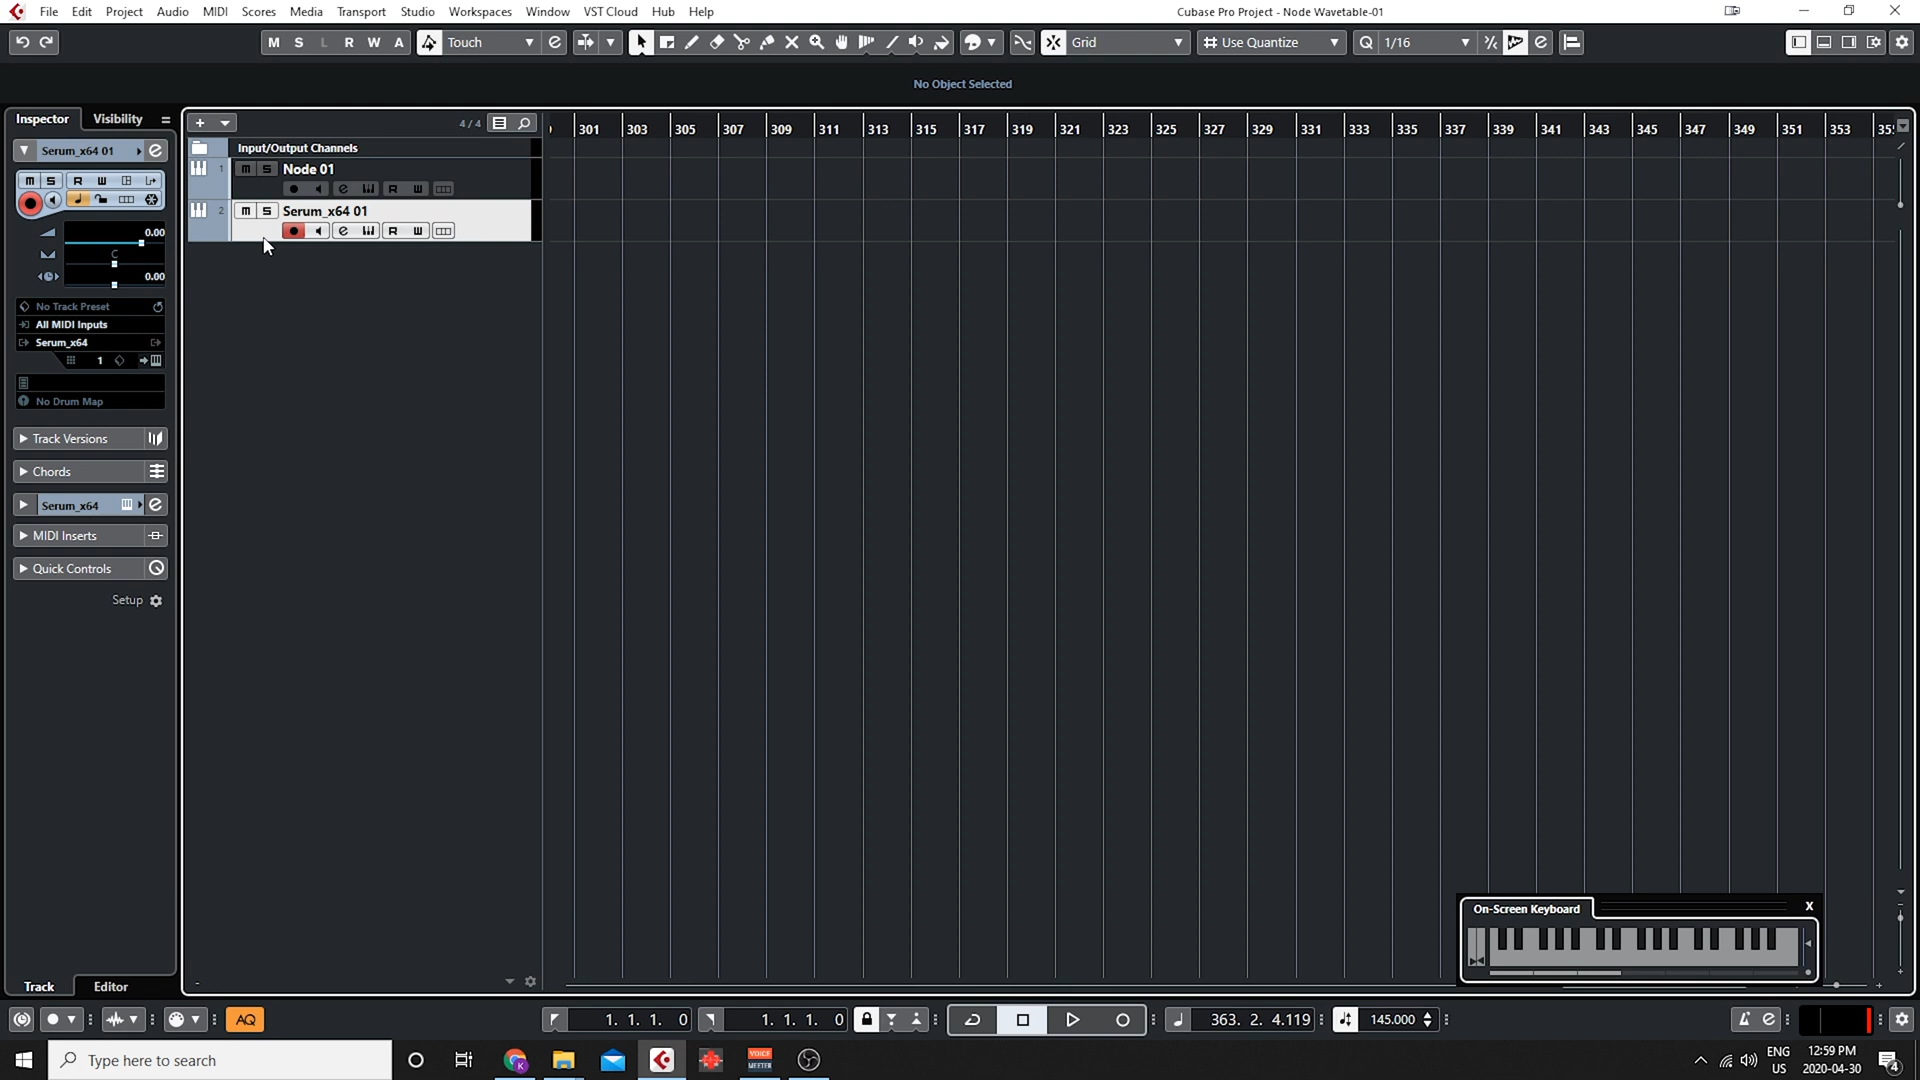 File Edit Project Audio MIDI Scores Media Transport Studio Workspaces Window VST Cloud Hub Help
Cubase Pro Project - Node Wavetable-01
M S L R W A Touch Grid Use Quantize Q 1/16
No Object Selected
Inspector Visibility
Serum_x64 01
M S R W
0.00
C
0.00
No Track Preset
All MIDI Inputs
Serum_x64
1
No Drum Map
Track Versions
Chords
Serum_x64
MIDI Inserts
Quick Controls
Setup
Track Editor
4/4
301 303 305 307 309 311 313 315 317 319 321 323 325 327 329 331 333 335 337 339 341 343 345 347 349 351 353
Input/Output Channels
1 M S Node 01
R W
2 M S Serum_x64 01
R W
On-Screen Keyboard X
AQ
1. 1. 1. 0
1. 1. 1. 0
363. 2. 4.119
145.000
Type here to search
VOICE
MEETER
ENG
US
12:59 PM
2020-04-30
4